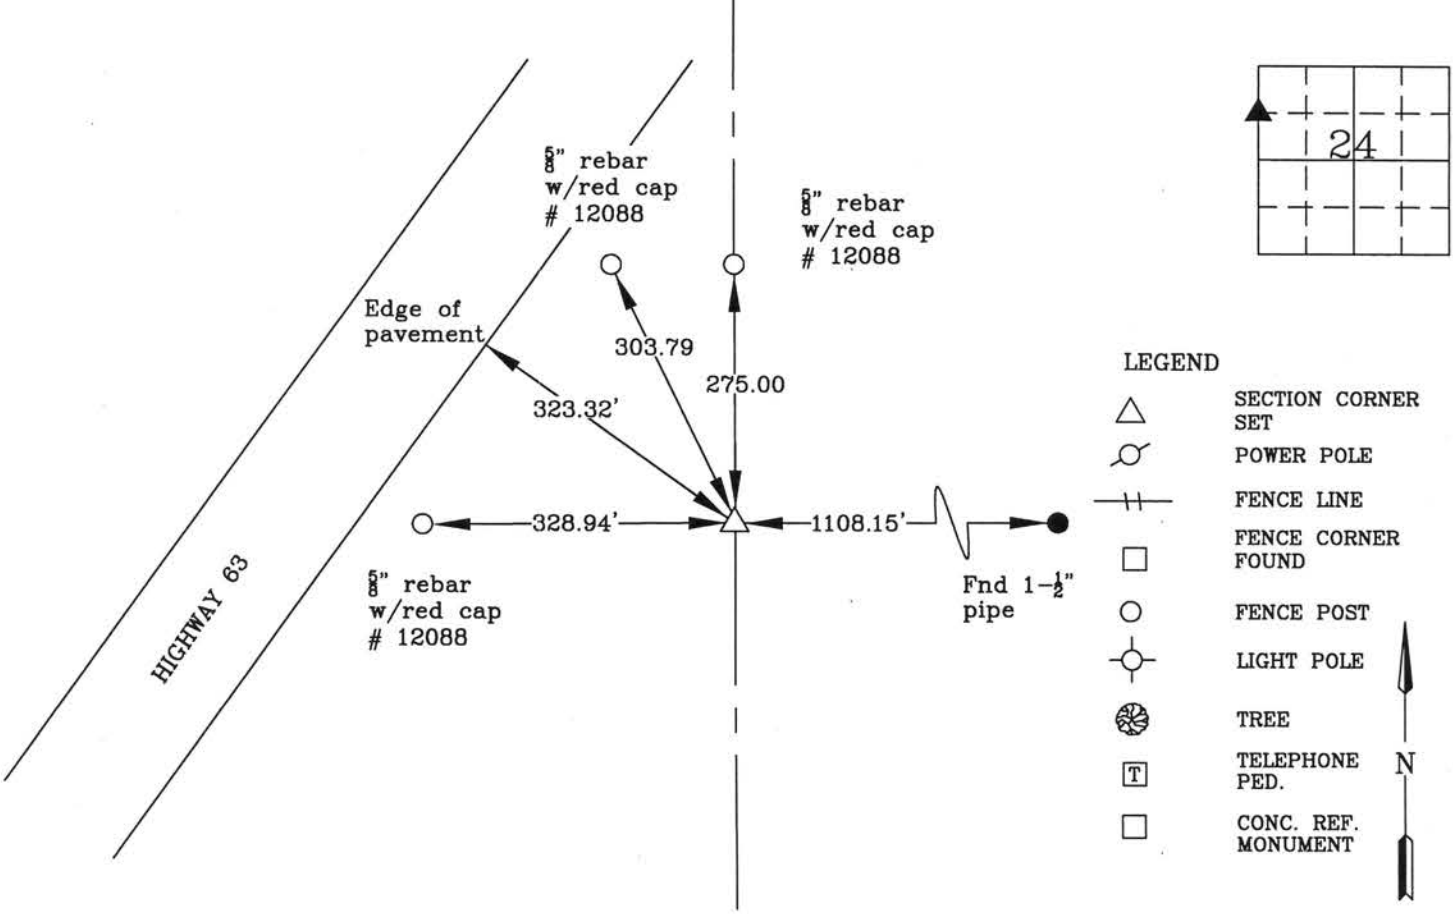 ⅝" rebar
w/red cap
# 12088
⅝" rebar
w/red cap
# 12088
24
Edge of
pavement
303.79
275.00
323.32'
328.94'
1108.15'
⅝" rebar
w/red cap
# 12088
Fnd 1-½"
pipe
HIGHWAY 63
LEGEND
SECTION CORNER
SET
POWER POLE
FENCE LINE
FENCE CORNER
FOUND
FENCE POST
LIGHT POLE
TREE
T
TELEPHONE
PED.
CONC. REF.
MONUMENT
N